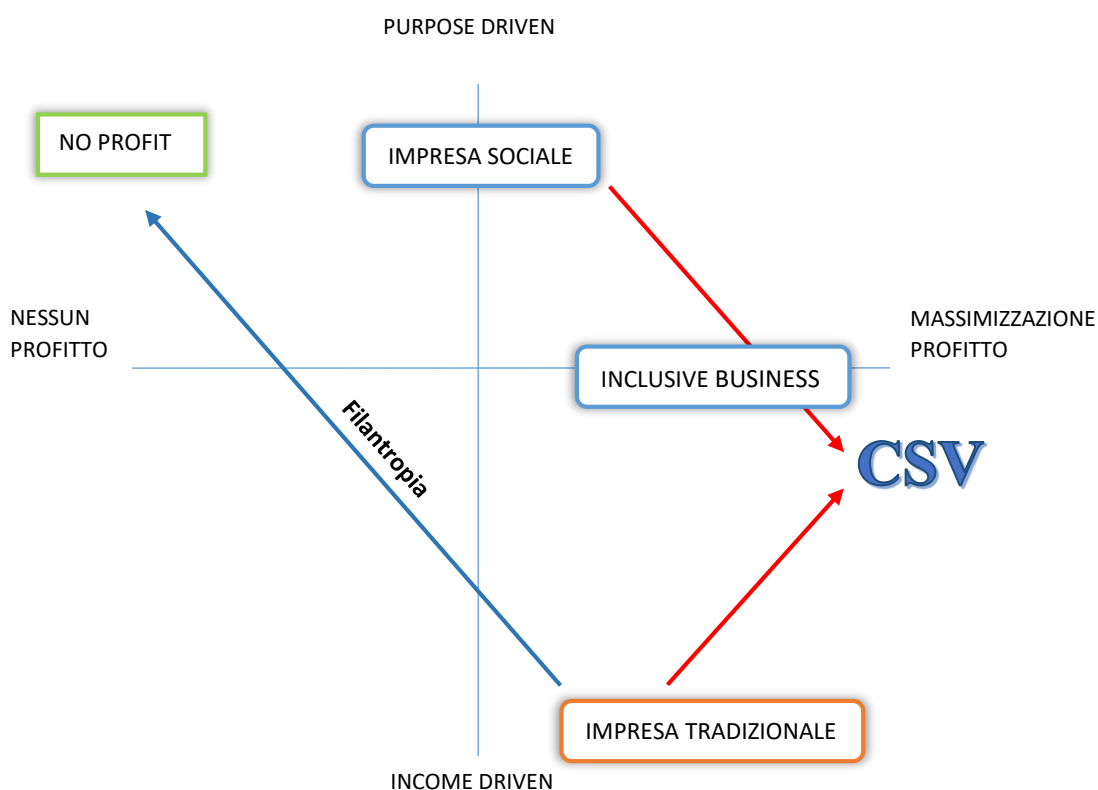 PURPOSE DRIVEN
NO PROFIT
IMPRESA SOCIALE
NESSUN
PROFITTO
MASSIMIZZAZIONE
PROFITTO
INCLUSIVE BUSINESS
Filantropia
CSV
IMPRESA TRADIZIONALE
INCOME DRIVEN